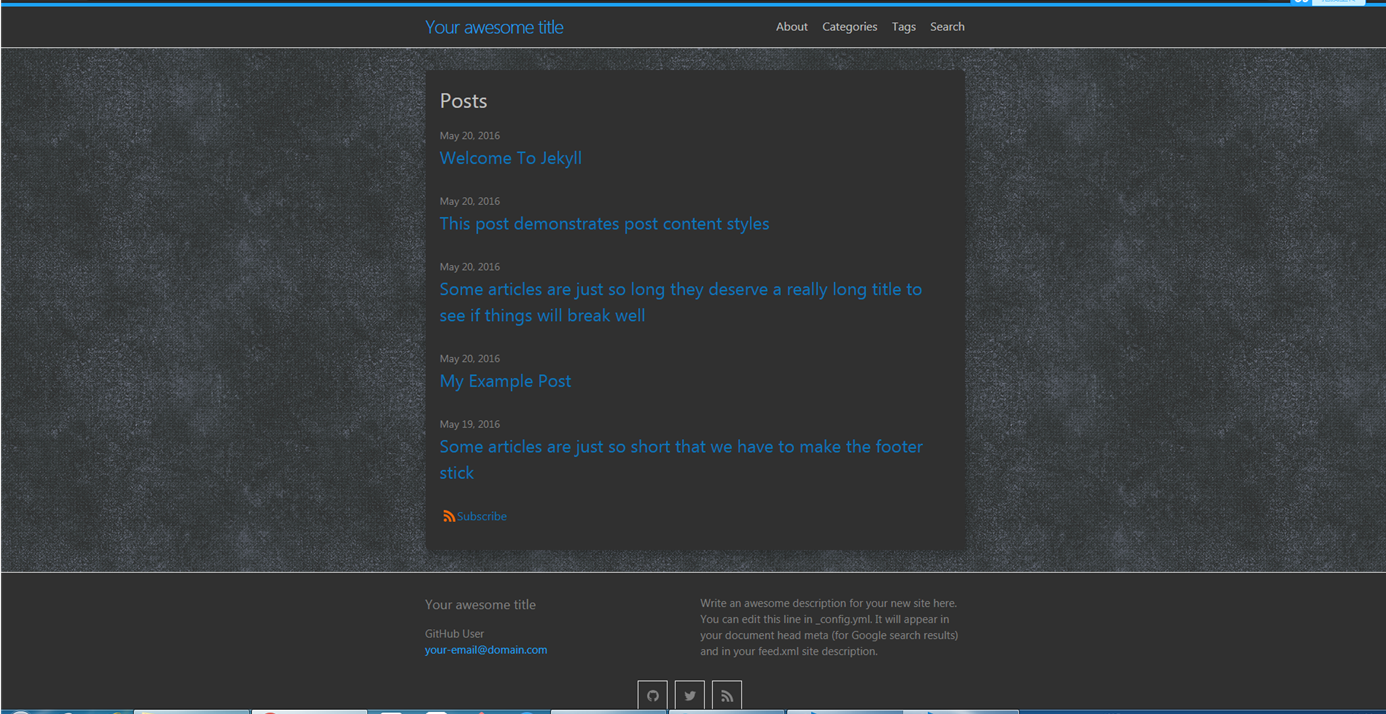 Your awesome title
About Categories Tags Search
Posts
May 20, 2016
Welcome To Jekyll
May 20, 2016
This post demonstrates post content styles
May 20, 2016
Some articles are just so long they deserve a really long title to
see if things will break well
May 20, 2016
My Example Post
May 19, 2016
Some articles are just so short that we have to make the footer
stick
Subscribe
Your awesome title
GitHub User
your-email@domain.com
Write an awesome description for your new site here.
You can edit this line in _config.yml. It will appear in
your document head meta (for Google search results)
and in your feed.xml site description.